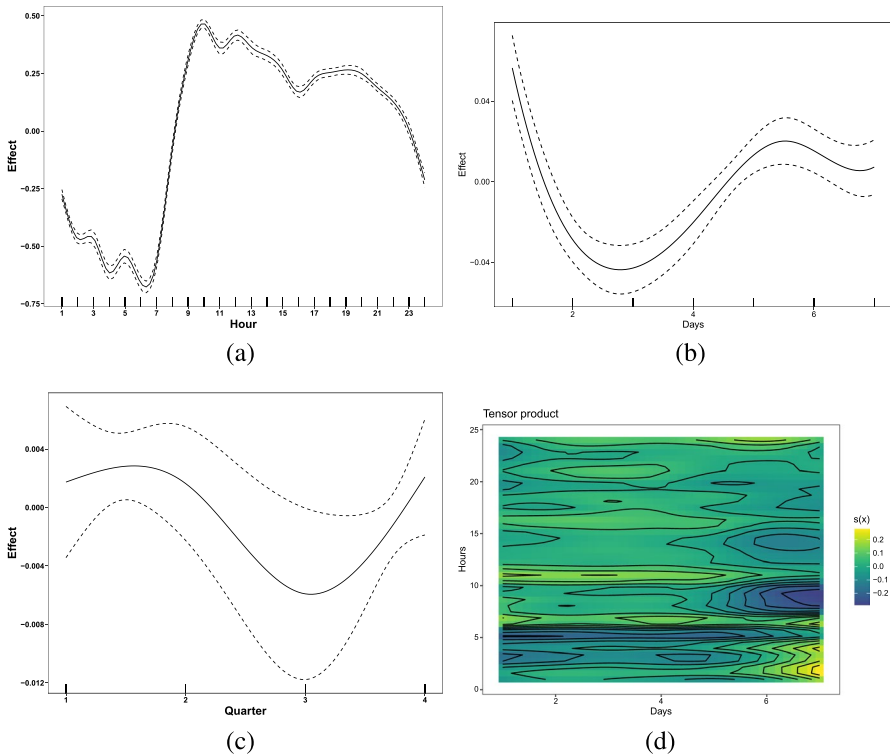 0.50
0.25
0.00
−0.25
−0.50
−0.75
Effect
1 3 5 7 9 11 13 15 17 19 21 23
Hour
(a)
0.04
0.00
−0.04
Effect
2 4 6
Days
(b)
0.004
0.000
−0.004
−0.008
−0.012
Effect
1 2 3 4
Quarter
(c)
Tensor product
25
20
15
10
5
0
Hours
2 4 6
Days
s(x)
0.2
0.1
0.0
−0.1
−0.2
(d)